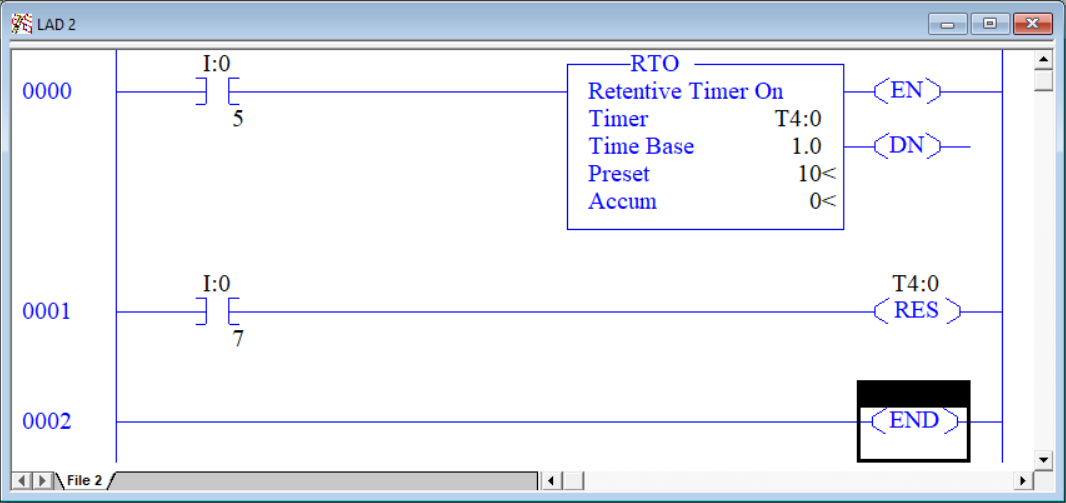 LAD 2
I:0
RTO
0000
Retentive Timer On
EN
5
Timer T4:0
Time Base 1.0
DN
Preset 10<
Accum 0<
I:0
T4:0
0001
RES
7
0002
END
File 2